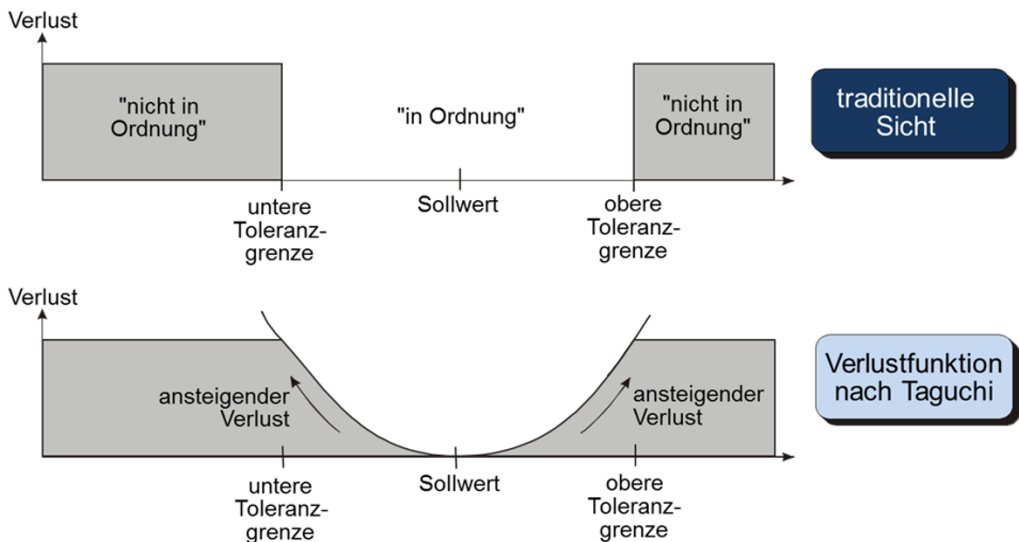 Verlust
"nicht in
Ordnung"
"in Ordnung"
"nicht in
Ordnung"
traditionelle
Sicht
untere
Toleranz-
grenze
Sollwert
obere
Toleranz-
grenze
Verlust
ansteigender
Verlust
ansteigender
Verlust
Verlustfunktion
nach Taguchi
untere
Toleranz-
grenze
Sollwert
obere
Toleranz-
grenze